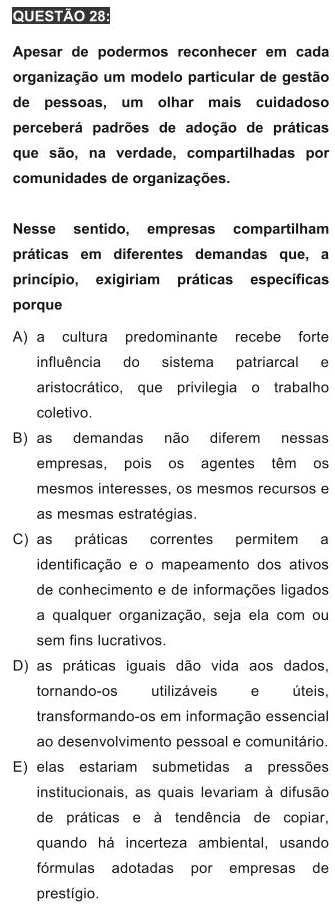 QUESTÃO 28:
Apesar de podermos reconhecer em cada
organização um modelo particular de gestão
de pessoas, um olhar mais cuidadoso
perceberá padrões de adoção de práticas
que são, na verdade, compartilhadas por
comunidades de organizações.
Nesse sentido, empresas compartilham
práticas em diferentes demandas que, a
princípio, exigiriam práticas específicas
porque
A) a cultura predominante recebe forte
influência do sistema patriarcal e
aristocrático, que privilegia o trabalho
coletivo.
B) as demandas não diferem nessas
empresas, pois os agentes têm os
mesmos interesses, os mesmos recursos e
as mesmas estratégias.
C) as práticas correntes permitem a
identificação e o mapeamento dos ativos
de conhecimento e de informações ligados
a qualquer organização, seja ela com ou
sem fins lucrativos.
D) as práticas iguais dão vida aos dados,
tornando-os utilizáveis e úteis,
transformando-os em informação essencial
ao desenvolvimento pessoal e comunitário.
E) elas estariam submetidas a pressões
institucionais, as quais levariam à difusão
de práticas e à tendência de copiar,
quando há incerteza ambiental, usando
fórmulas adotadas por empresas de
prestígio.